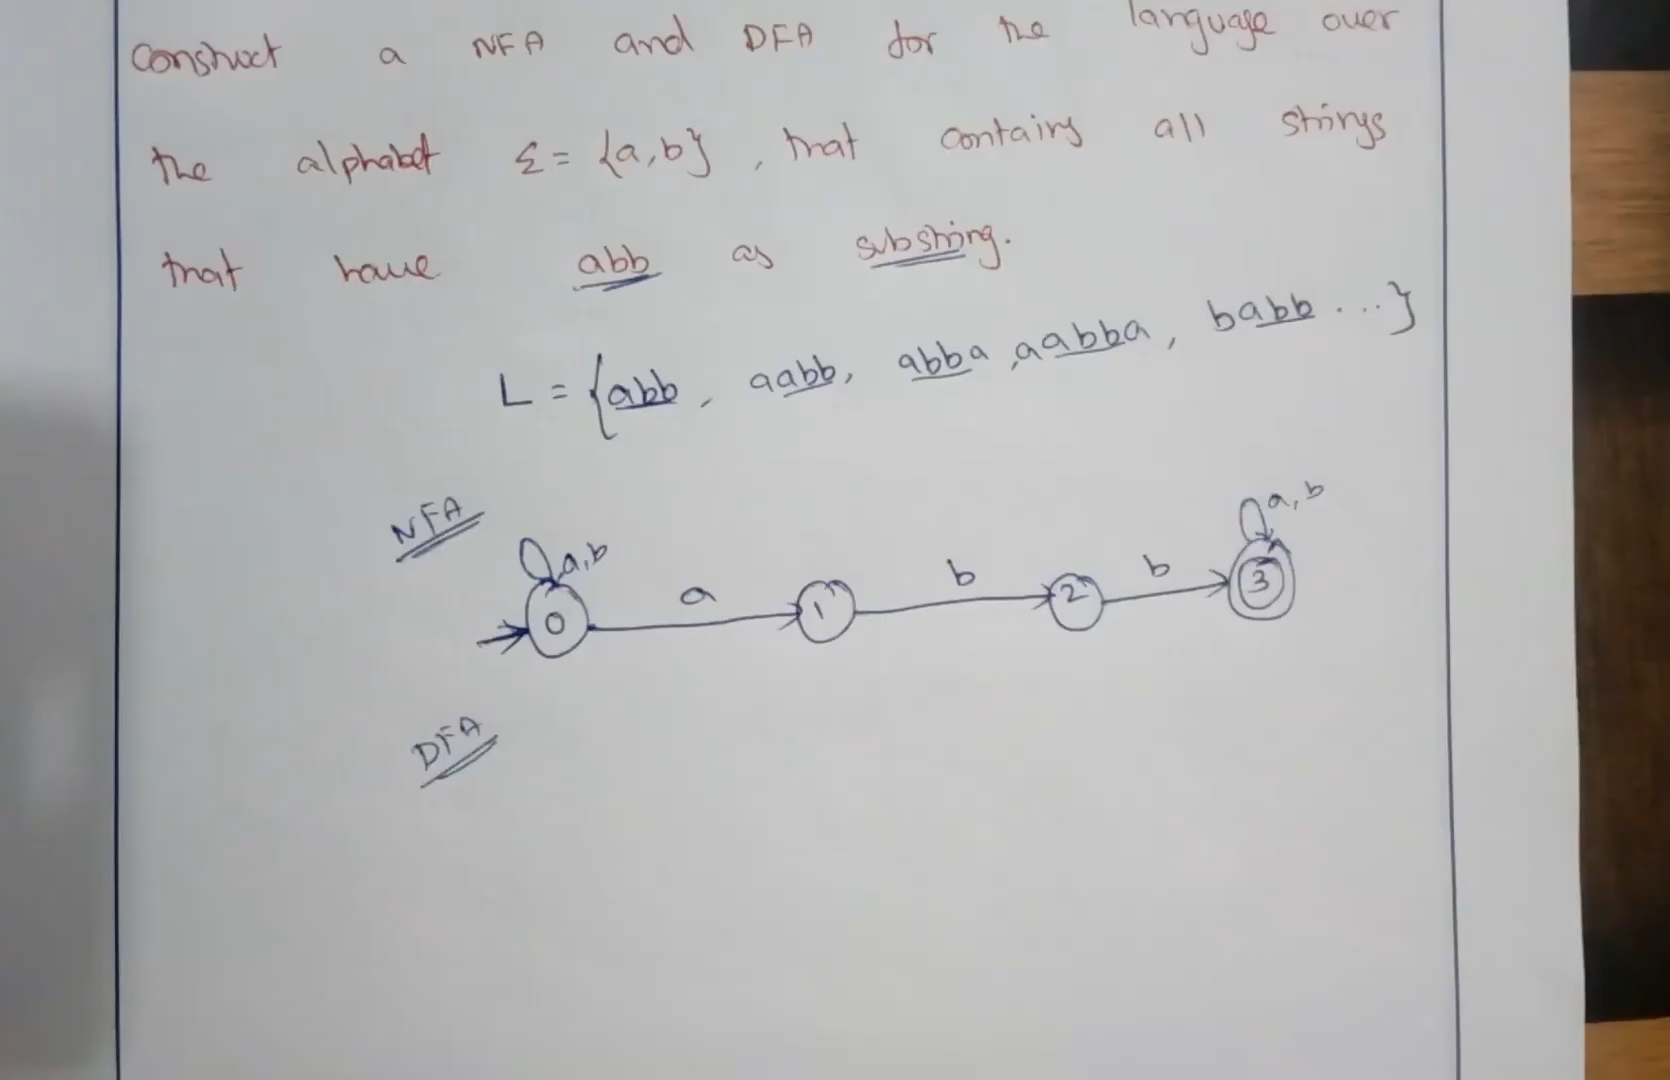 Construct a NFA and DFA for the language over
the alphabet Σ = {a,b} , that contains all strings
that have abb as substring.
L = {abb, aabb, abba, aabba, babb ...}
NFA
a,b
a,b
0 a 1 b 2 b 3
DFA